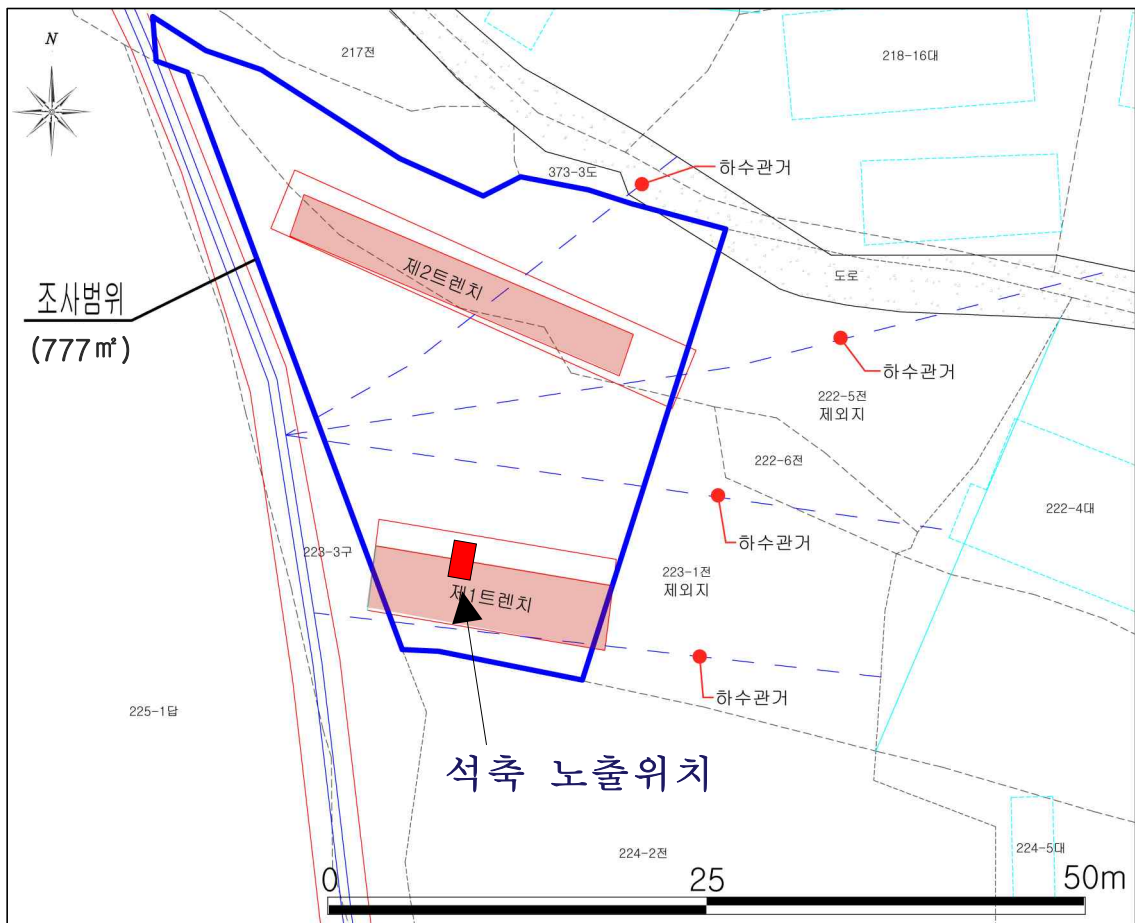 N
217전
218-16대
373-3도
하수관거
제2트렌치
조사범위
(777㎡)
도로
하수관거
222-5전
제외지
222-6전
222-4대
하수관거
223-3구
223-1전
제외지
제1트렌치
하수관거
225-1답
석축 노출위치
224-2전
224-5대
0 25 50m